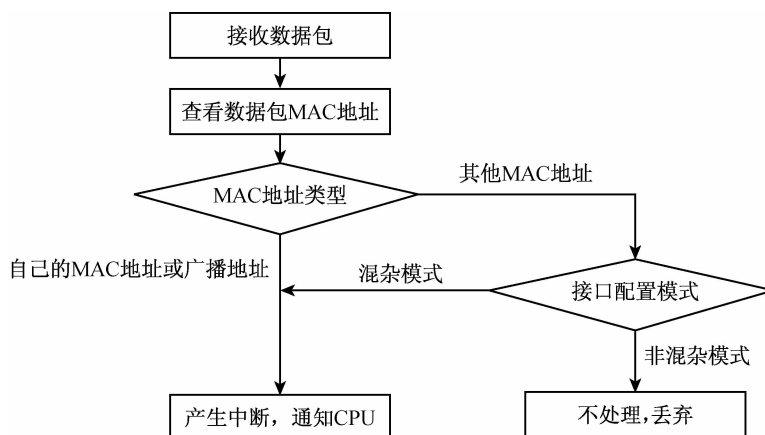 接收数据包
查看数据包MAC地址
MAC地址类型
其他MAC地址
自己的MAC地址或广播地址
混杂模式
接口配置模式
非混杂模式
产生中断，通知CPU
不处理，丢弃